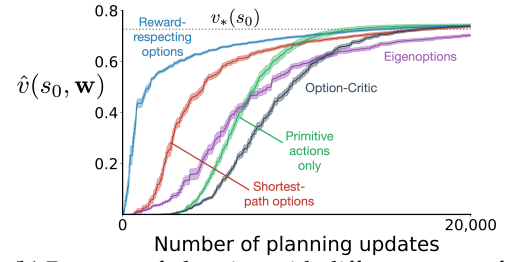 0.8
Reward-
respecting
options
v*(s0)
0.6
Eigenoptions
v̂(s0, w)
Option-Critic
0.4
Primitive
actions
only
0.2
Shortest-
path options
0
20,000
Number of planning updates